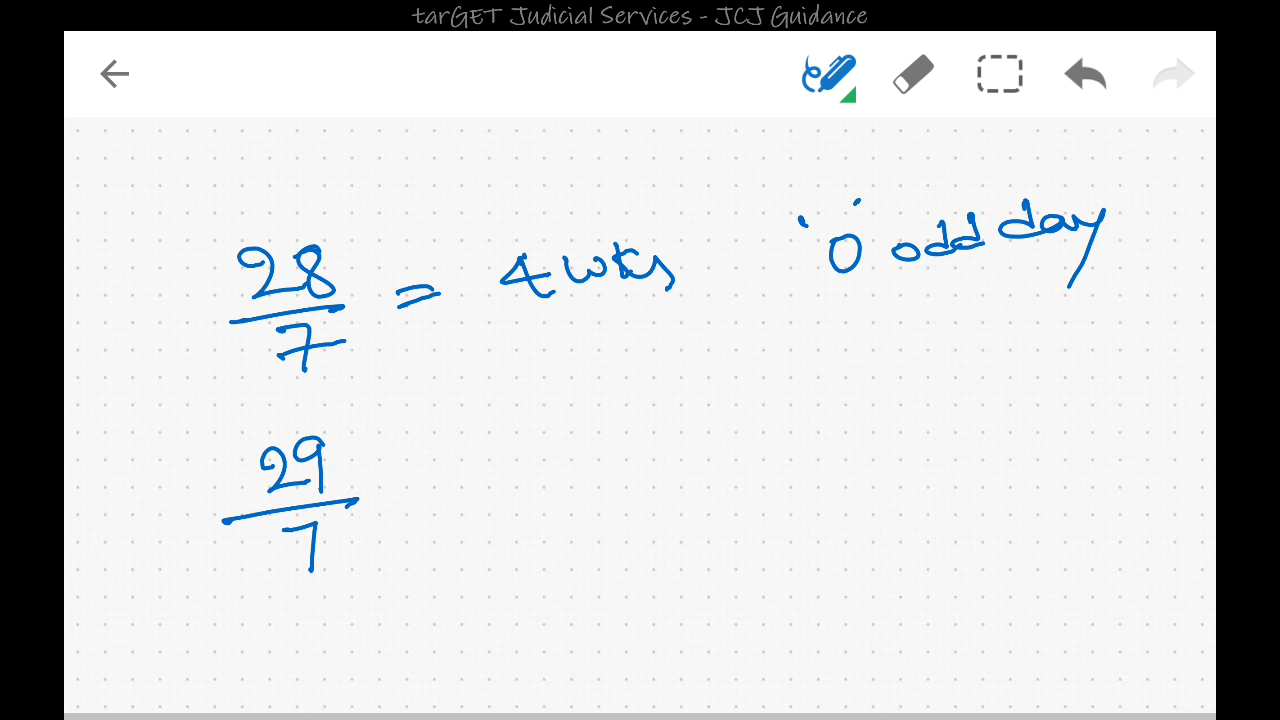 tarGET Judicial Services - JCJ Guidance
28/7 = 4 wks '0' odd day
29/7